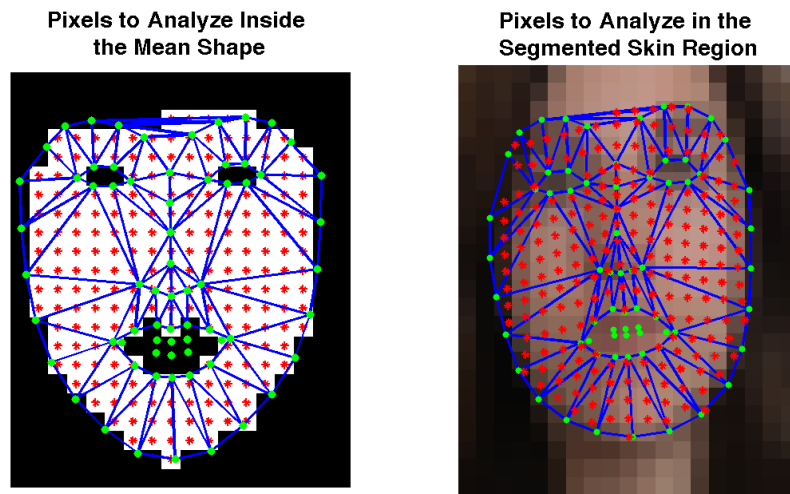 Pixels to Analyze Inside
the Mean Shape
Pixels to Analyze in the
Segmented Skin Region